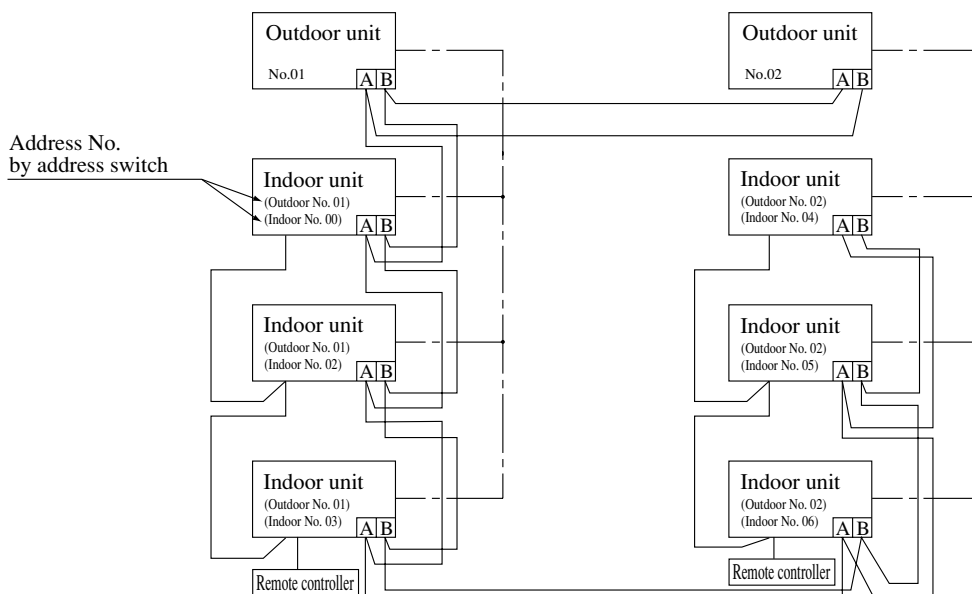 Outdoor unit
No.01
A B
Outdoor unit
No.02
A B
Address No.
by address switch
Indoor unit
(Outdoor No. 01)
(Indoor No. 00)
A B
Indoor unit
(Outdoor No. 02)
(Indoor No. 04)
A B
Indoor unit
(Outdoor No. 01)
(Indoor No. 02)
A B
Indoor unit
(Outdoor No. 02)
(Indoor No. 05)
A B
Indoor unit
(Outdoor No. 01)
(Indoor No. 03)
A B
Remote controller
Indoor unit
(Outdoor No. 02)
(Indoor No. 06)
A B
Remote controller